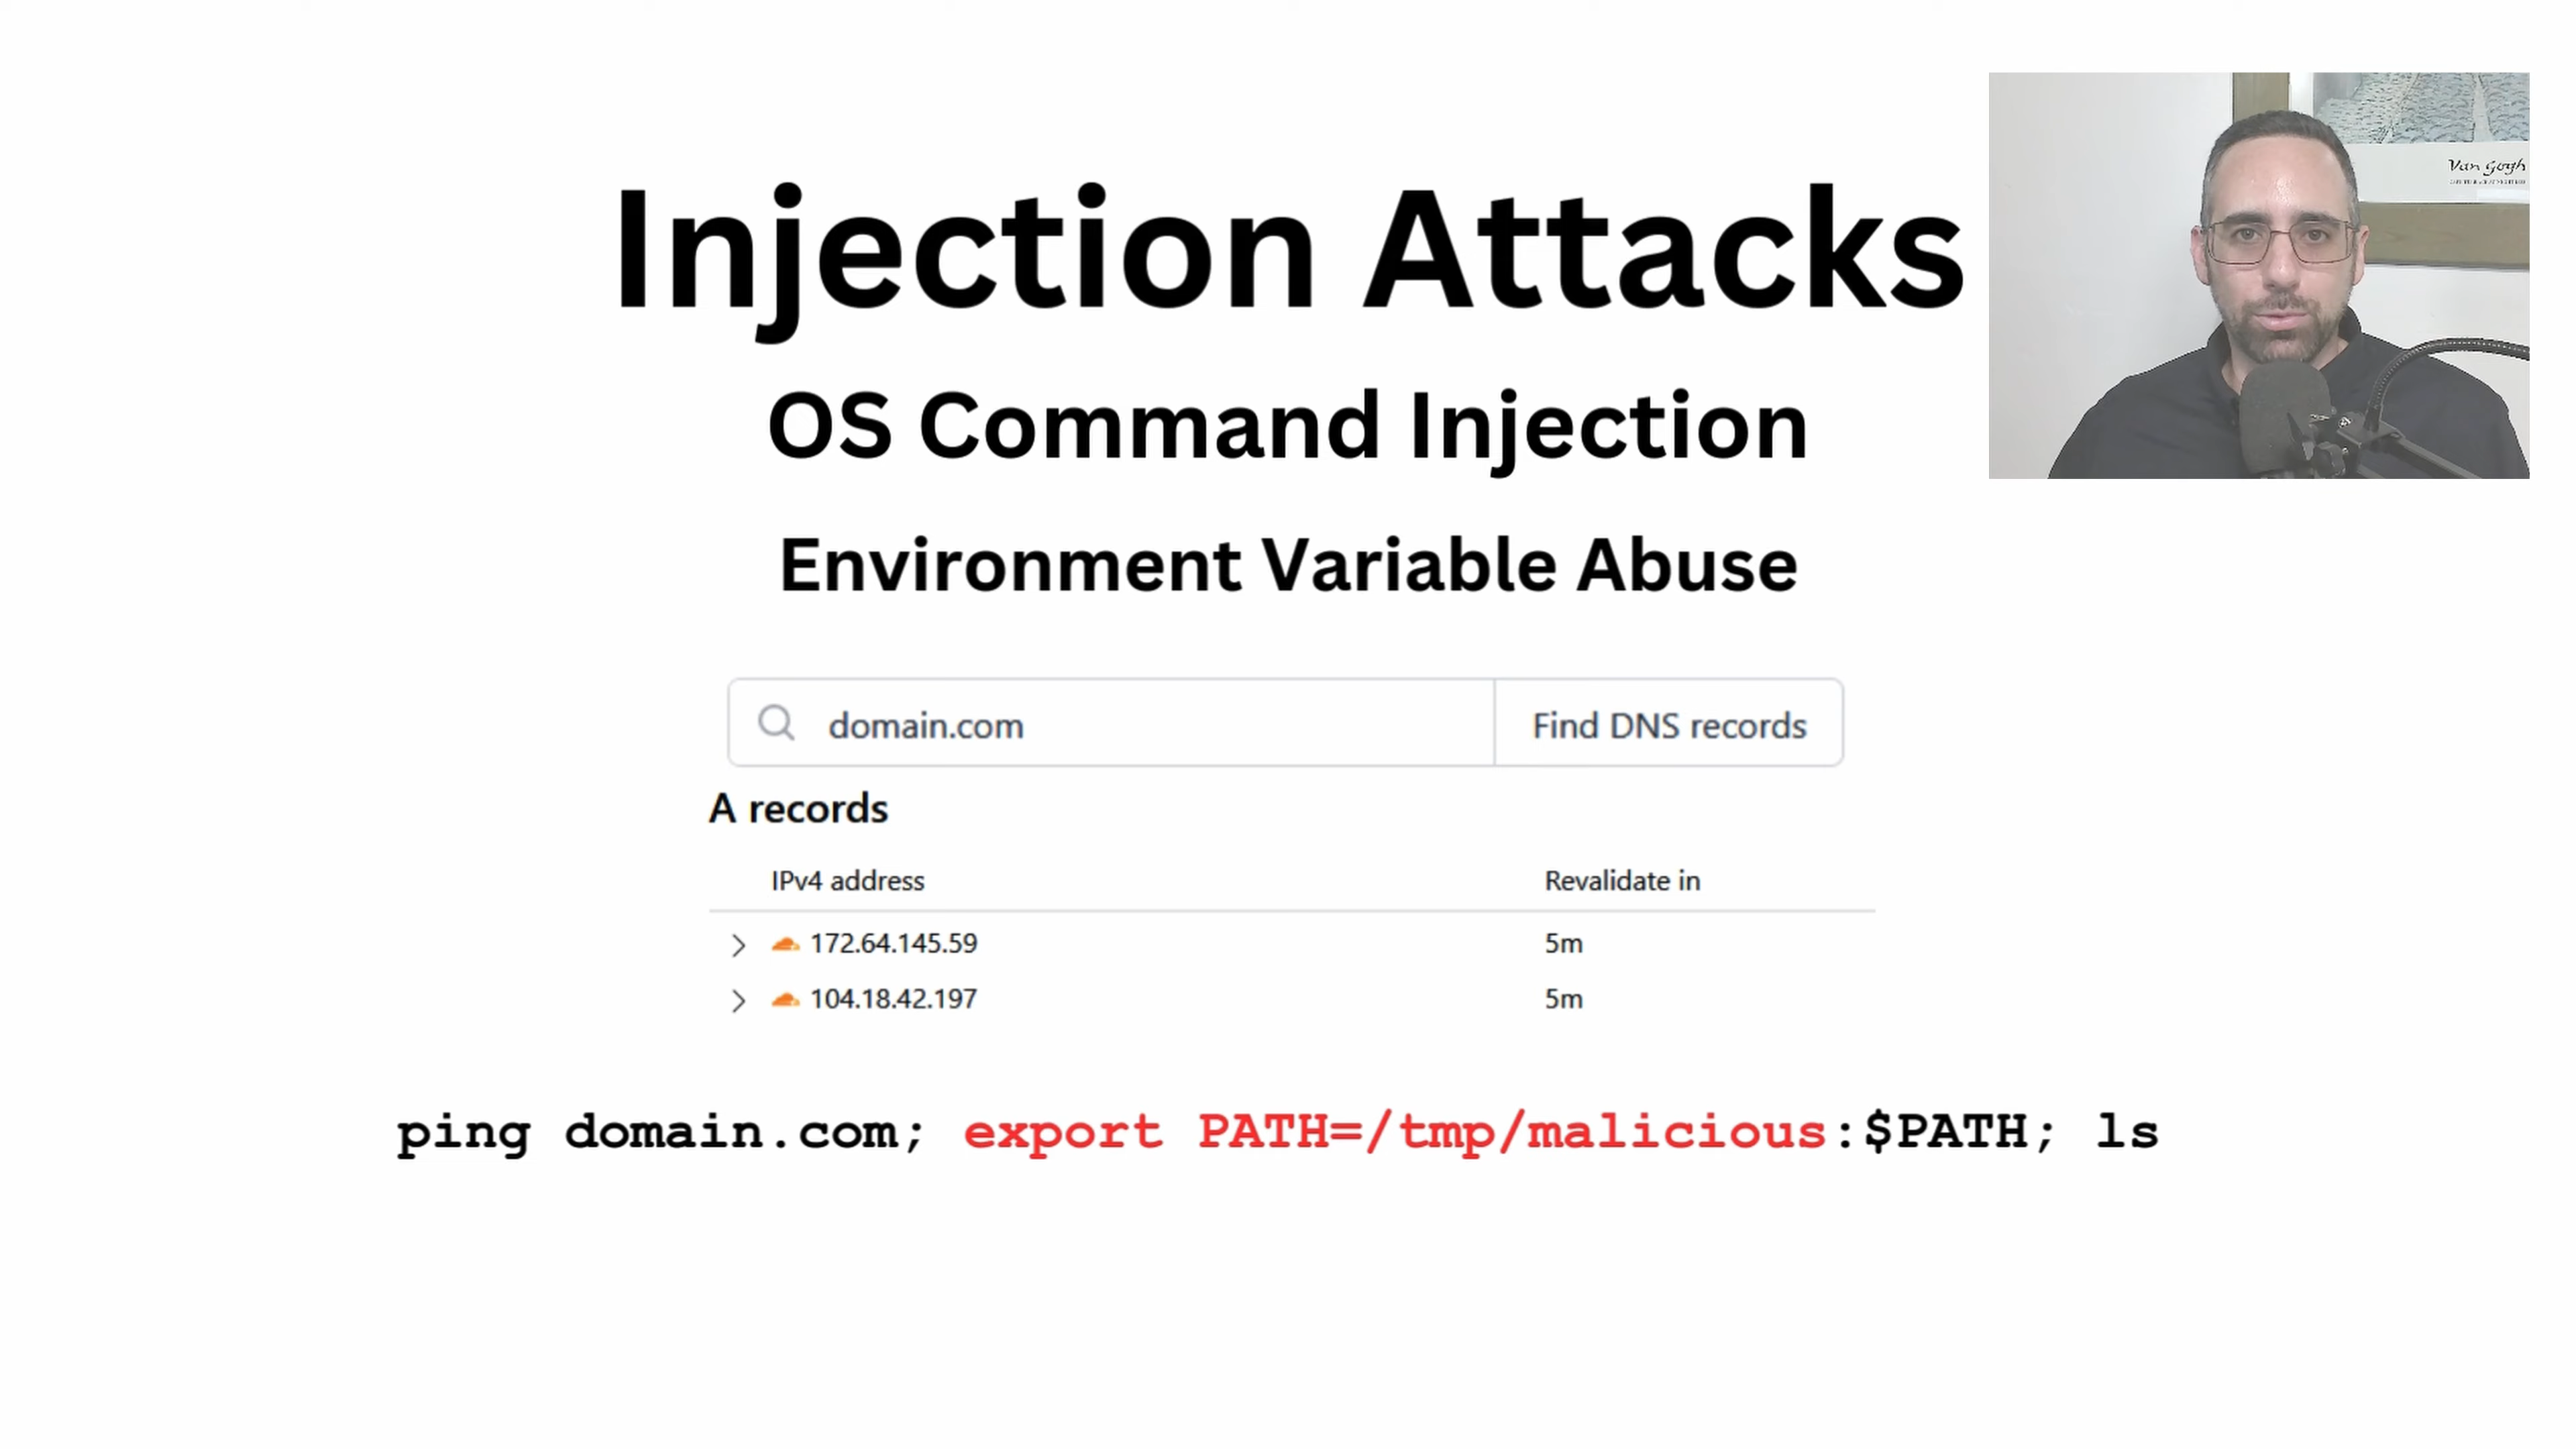 Injection Attacks
Van Gogh
OS Command Injection
Environment Variable Abuse
domain.com Find DNS records
A records
IPv4 address Revalidate in
172.64.145.59 5m
104.18.42.197 5m
ping domain.com; export PATH=/tmp/malicious:$PATH; ls